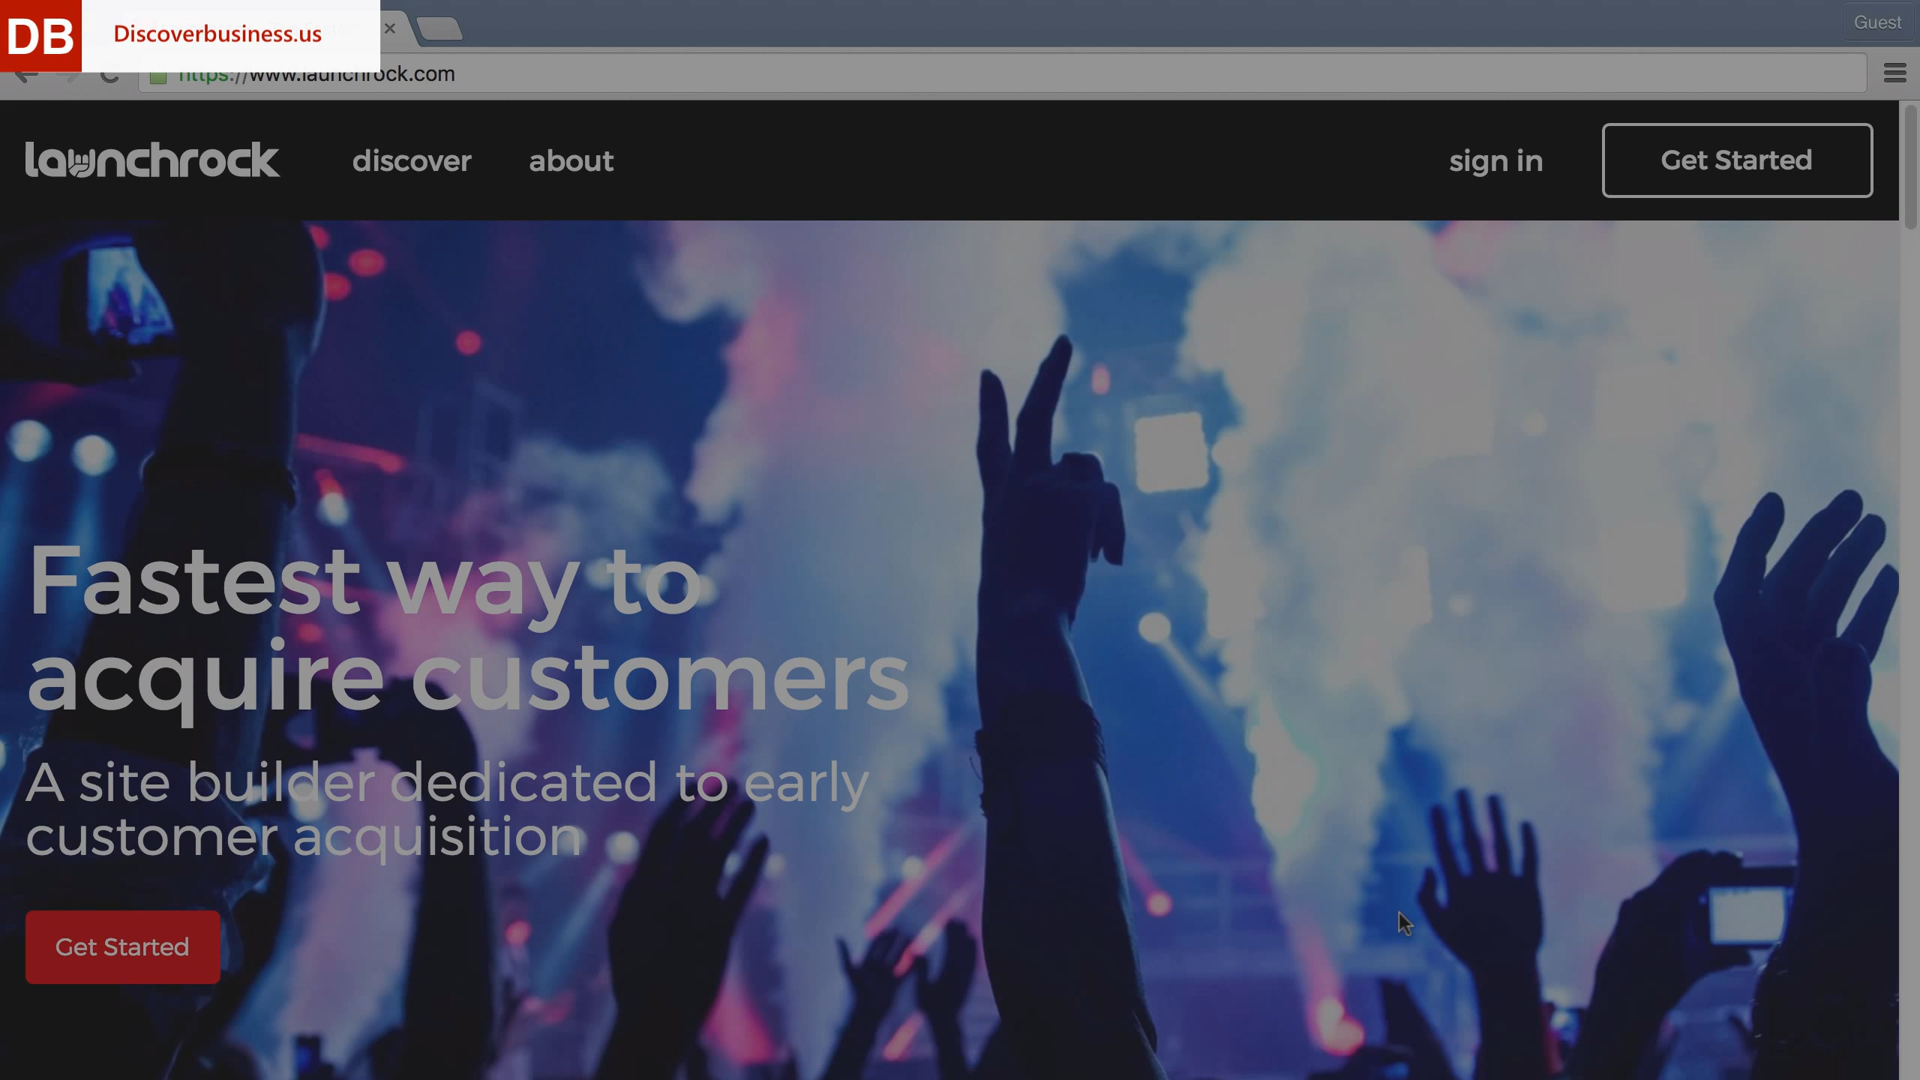 DB Discoverbusiness.us
Guest
https://www.launchrock.com
launchrock discover about sign in Get Started
Fastest way to
acquire customers
A site builder dedicated to early
customer acquisition
Get Started